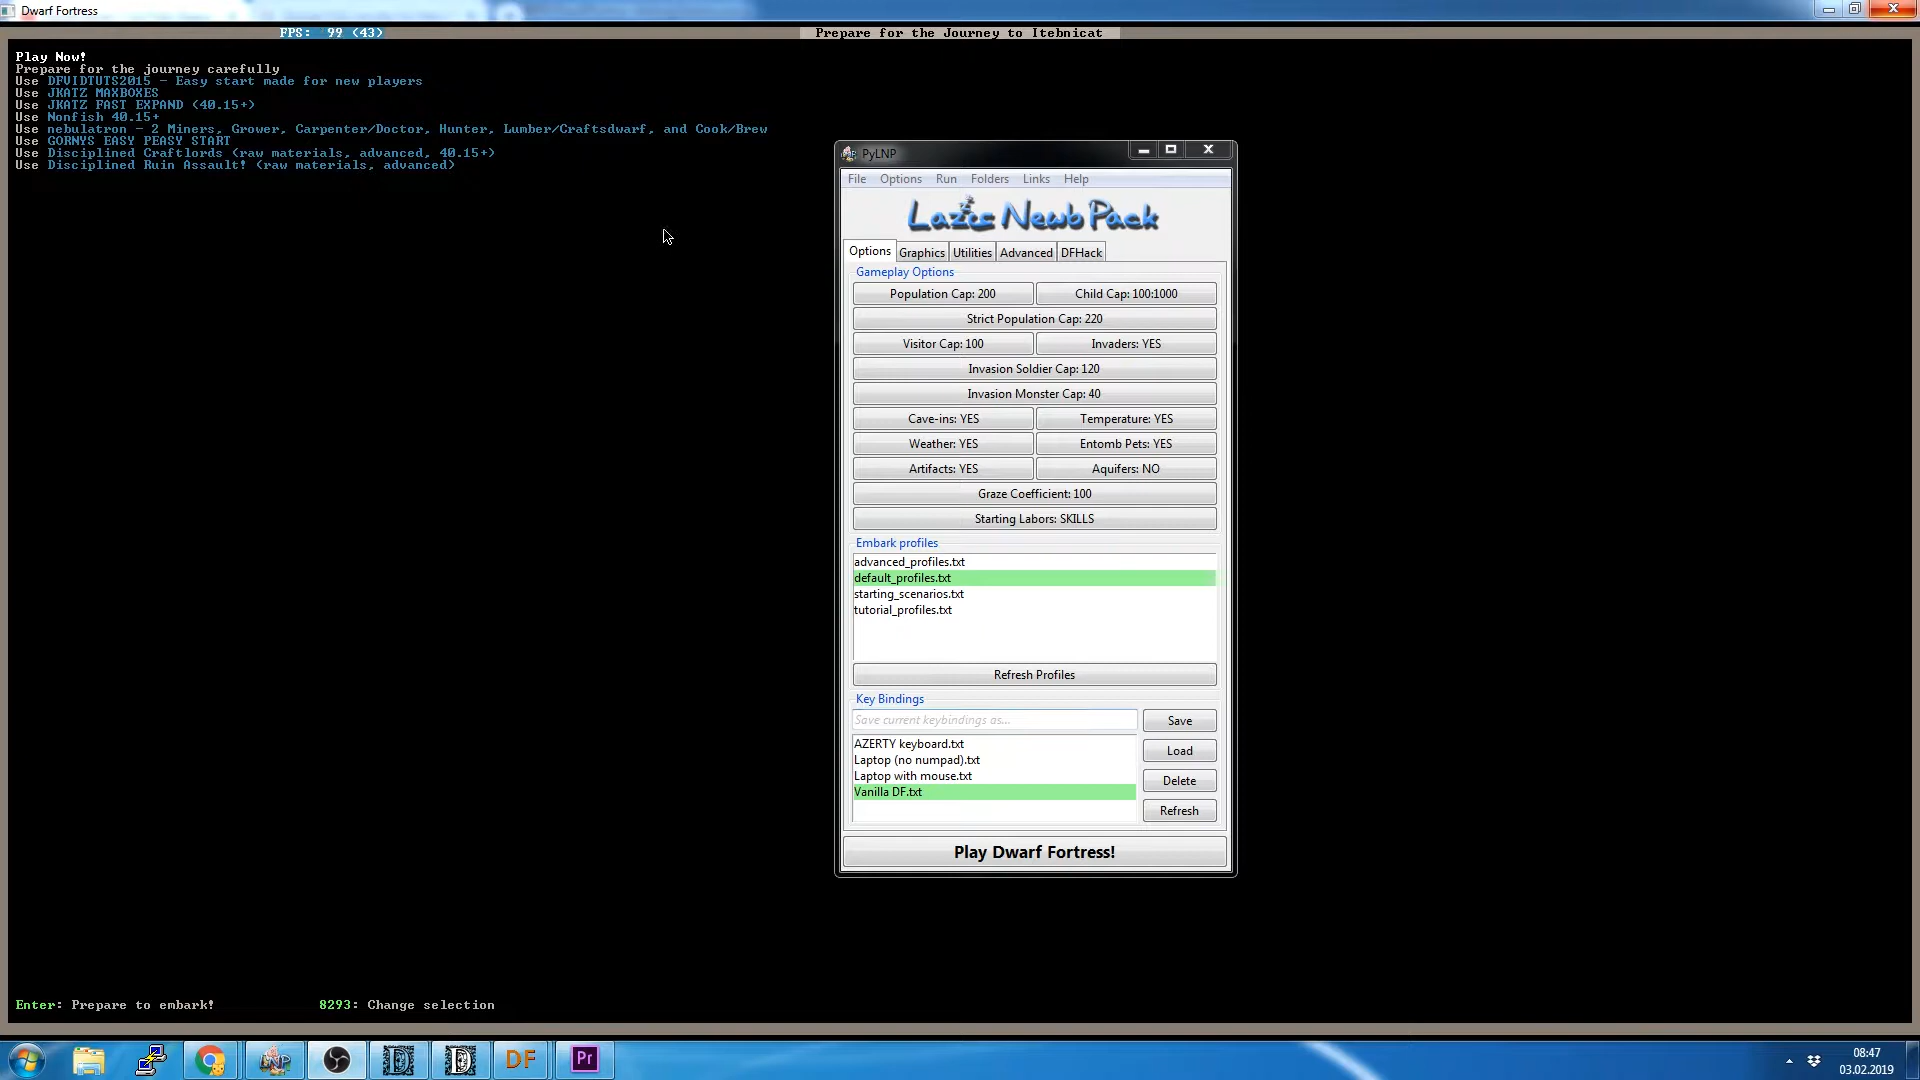 Dwarf Fortress
FPS:  99 (43)
Prepare for the Journey to Itebnicat
Play Now!
Prepare for the journey carefully
Use DFVIDTUTS2015 - Easy start made for new players
Use JKATZ MAXBOXES
Use JKATZ FAST EXPAND (40.15+)
Use Nonfish 40.15+
Use nebulatron - 2 Miners, Grower, Carpenter/Doctor, Hunter, Lumber/Craftsdwarf, and Cook/Brew
Use GORNYS EASY PEASY START
Use Disciplined Craftlords (raw materials, advanced, 40.15+)
Use Disciplined Ruin Assault! (raw materials, advanced)
PyLNP
File Options Run Folders Links Help
Lazy Newb Pack
Options Graphics Utilities Advanced DFHack
Gameplay Options
Population Cap: 200 Child Cap: 100:1000
Strict Population Cap: 220
Visitor Cap: 100 Invaders: YES
Invasion Soldier Cap: 120
Invasion Monster Cap: 40
Cave-ins: YES Temperature: YES
Weather: YES Entomb Pets: YES
Artifacts: YES Aquifers: NO
Graze Coefficient: 100
Starting Labors: SKILLS
Embark profiles
advanced_profiles.txt
default_profiles.txt
starting_scenarios.txt
tutorial_profiles.txt
Refresh Profiles
Key Bindings
Save current keybindings as... Save
AZERTY keyboard.txt
Laptop (no numpad).txt
Laptop with mouse.txt
Vanilla DF.txt
Load
Delete
Refresh
Play Dwarf Fortress!
Enter: Prepare to embark! 8293: Change selection
DF
Pr
08:47
03.02.2019